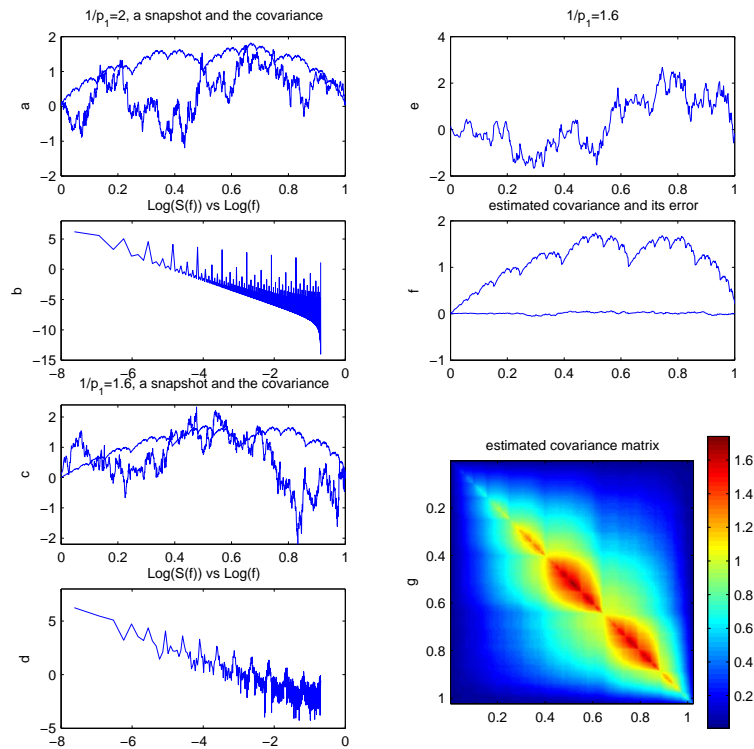 1/p1=2, a snapshot and the covariance
2
1
0
−1
−2
a
0 0.2 0.4 0.6 0.8 1
Log(S(f)) vs Log(f)
5
0
−5
−10
−15
b
−8 −6 −4 −2 0
1/p1=1.6, a snapshot and the covariance
2
1
0
−1
−2
c
0 0.2 0.4 0.6 0.8 1
Log(S(f)) vs Log(f)
5
0
−5
d
−8 −6 −4 −2 0
1/p1=1.6
4
2
0
−2
e
0 0.2 0.4 0.6 0.8 1
estimated covariance and its error
2
1
0
−1
f
0 0.2 0.4 0.6 0.8 1
estimated covariance matrix
0.2
0.4
0.6
0.8
1
g
0.2 0.4 0.6 0.8 1
1.6
1.4
1.2
1
0.8
0.6
0.4
0.2